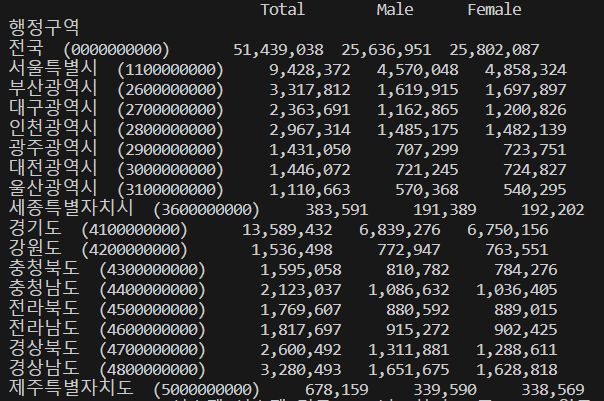 Total Male Female
행정구역
전국 (0000000000) 51,439,038 25,636,951 25,802,087
서울특별시 (1100000000) 9,428,372 4,570,048 4,858,324
부산광역시 (2600000000) 3,317,812 1,619,915 1,697,897
대구광역시 (2700000000) 2,363,691 1,162,865 1,200,826
인천광역시 (2800000000) 2,967,314 1,485,175 1,482,139
광주광역시 (2900000000) 1,431,050 707,299 723,751
대전광역시 (3000000000) 1,446,072 721,245 724,827
울산광역시 (3100000000) 1,110,663 570,368 540,295
세종특별자치시 (3600000000) 383,591 191,389 192,202
경기도 (4100000000) 13,589,432 6,839,276 6,750,156
강원도 (4200000000) 1,536,498 772,947 763,551
충청북도 (4300000000) 1,595,058 810,782 784,276
충청남도 (4400000000) 2,123,037 1,086,632 1,036,405
전라북도 (4500000000) 1,769,607 880,592 889,015
전라남도 (4600000000) 1,817,697 915,272 902,425
경상북도 (4700000000) 2,600,492 1,311,881 1,288,611
경상남도 (4800000000) 3,280,493 1,651,675 1,628,818
제주특별자치도 (5000000000) 678,159 339,590 338,569